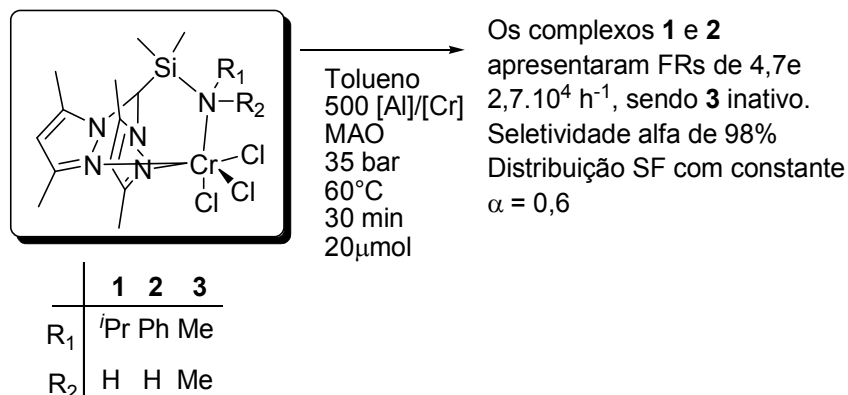 Si
R1
N
R2
N
N
N
N
Cr
Cl
Cl
Cl
Tolueno
500 [Al]/[Cr]
MAO
35 bar
60°C
30 min
20μmol
Os complexos 1 e 2
apresentaram FRs de 4,7e
2,7.10⁴ h⁻¹, sendo 3 inativo.
Seletividade alfa de 98%
Distribuição SF com constante
α = 0,6
1 2 3
R1 ⁱPr Ph Me
R2 H H Me